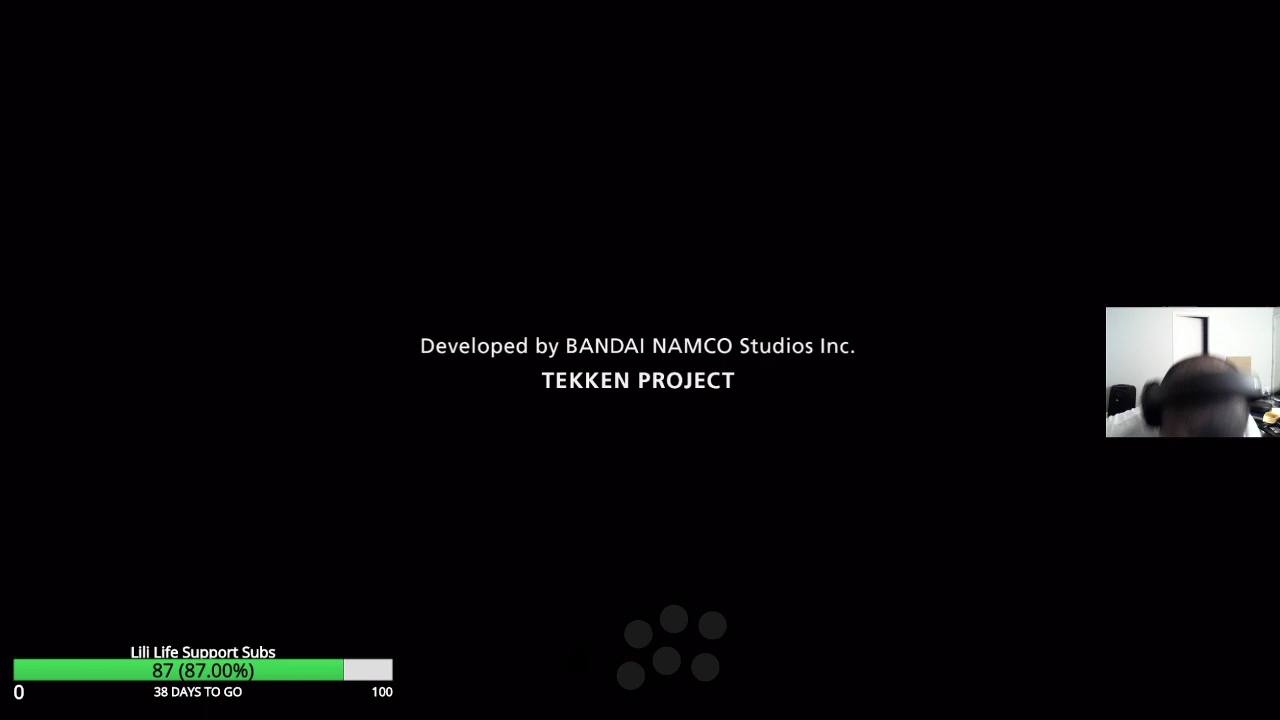 Developed by BANDAI NAMCO Studios Inc.
TEKKEN PROJECT
Lili Life Support Subs
87 (87.00%)
0 38 DAYS TO GO 100